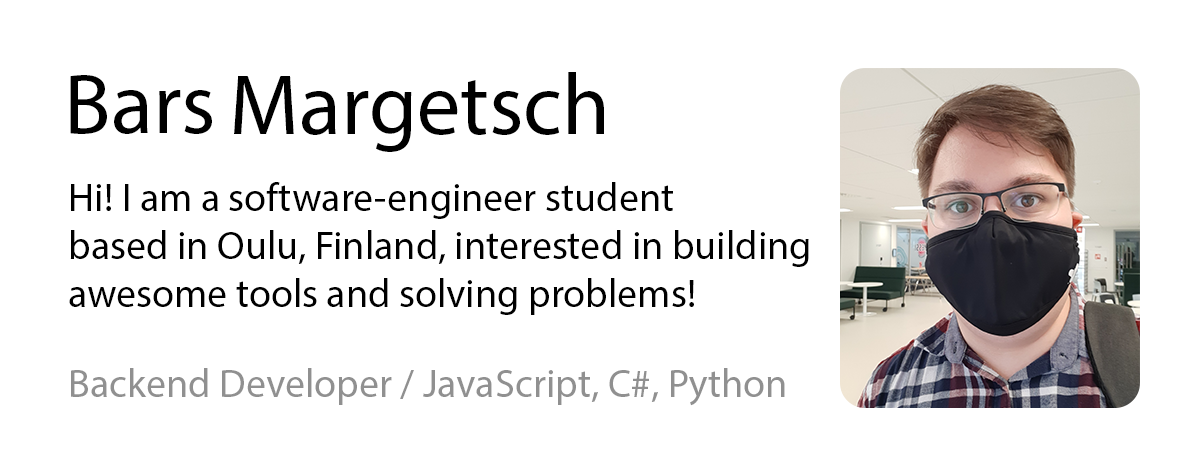 Bars Margetsch
Hi! I am a software-engineer student
based in Oulu, Finland, interested in building
awesome tools and solving problems!
Backend Developer / JavaScript, C#, Python